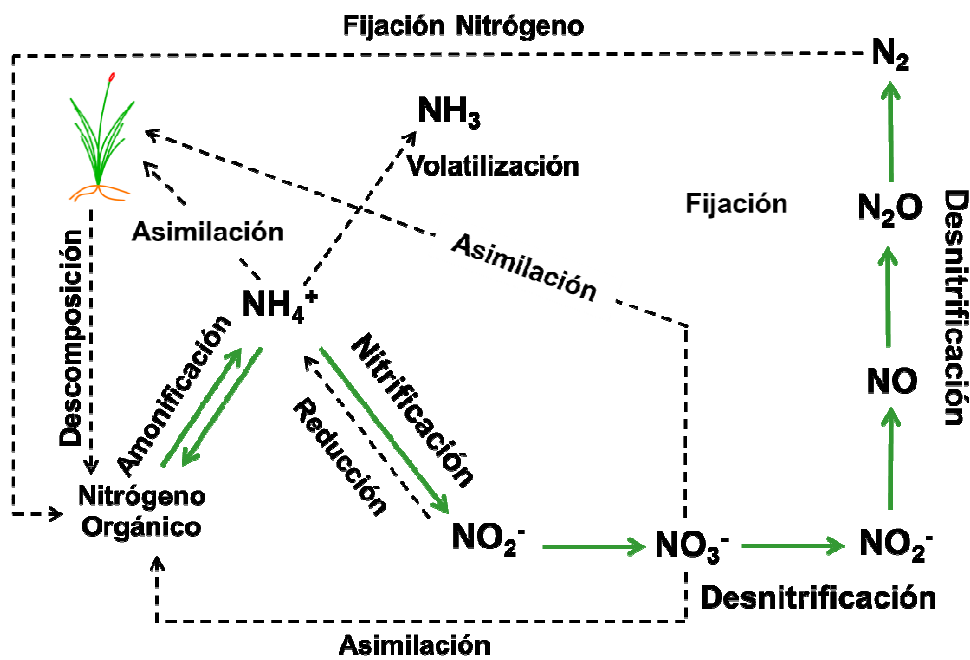 Fijación Nitrógeno
N₂
NH₃
Volatilización
Fijación
N₂O
Desnitrificación
Asimilación
Asimilación
Descomposición
NH₄⁺
Amonificación
Nitrificación
Reducción
NO
Nitrógeno
Orgánico
NO₂⁻
NO₃⁻
NO₂⁻
Desnitrificación
Asimilación